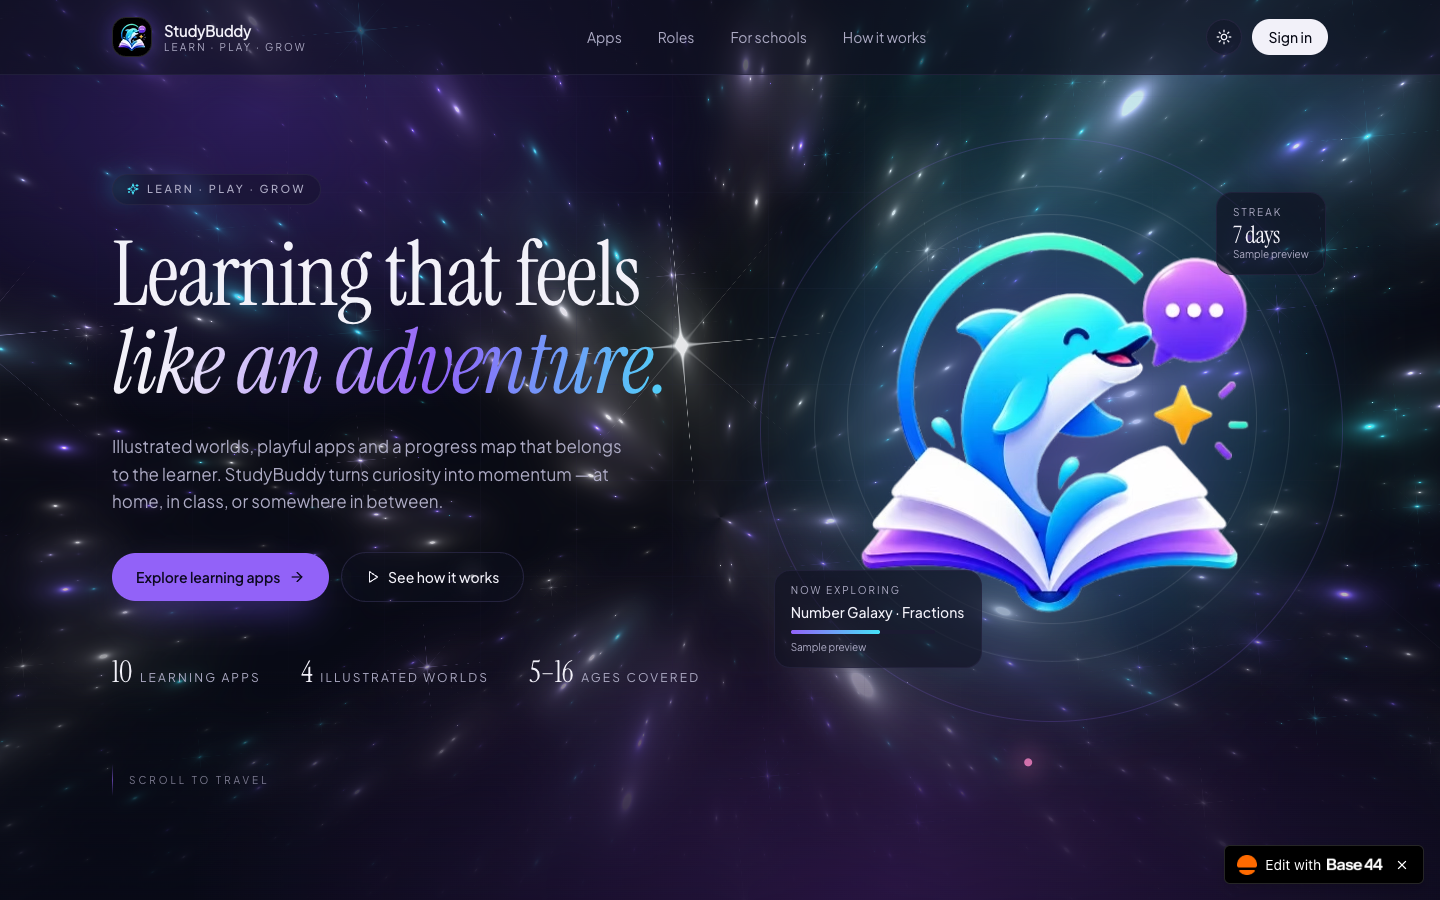 StudyBuddy
LEARN · PLAY · GROW
Apps
Roles
For schools
How it works
Sign in
LEARN · PLAY · GROW
Learning that feels
like an adventure.
Illustrated worlds, playful apps and a progress map that belongs
to the learner. StudyBuddy turns curiosity into momentum — at
home, in class, or somewhere in between.
Explore learning apps
See how it works
10 LEARNING APPS
4 ILLUSTRATED WORLDS
5–16 AGES COVERED
SCROLL TO TRAVEL
STREAK
7 days
Sample preview
NOW EXPLORING
Number Galaxy · Fractions
Sample preview
Edit with Base44